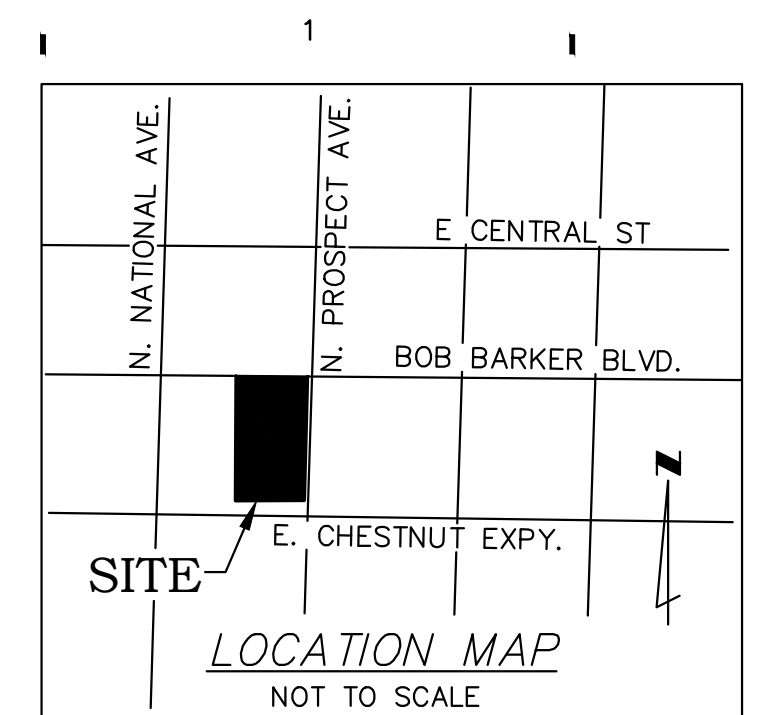 1
N. NATIONAL AVE.
N. PROSPECT AVE.
E CENTRAL ST
BOB BARKER BLVD.
N
E. CHESTNUT EXPY.
SITE
LOCATION MAP
NOT TO SCALE